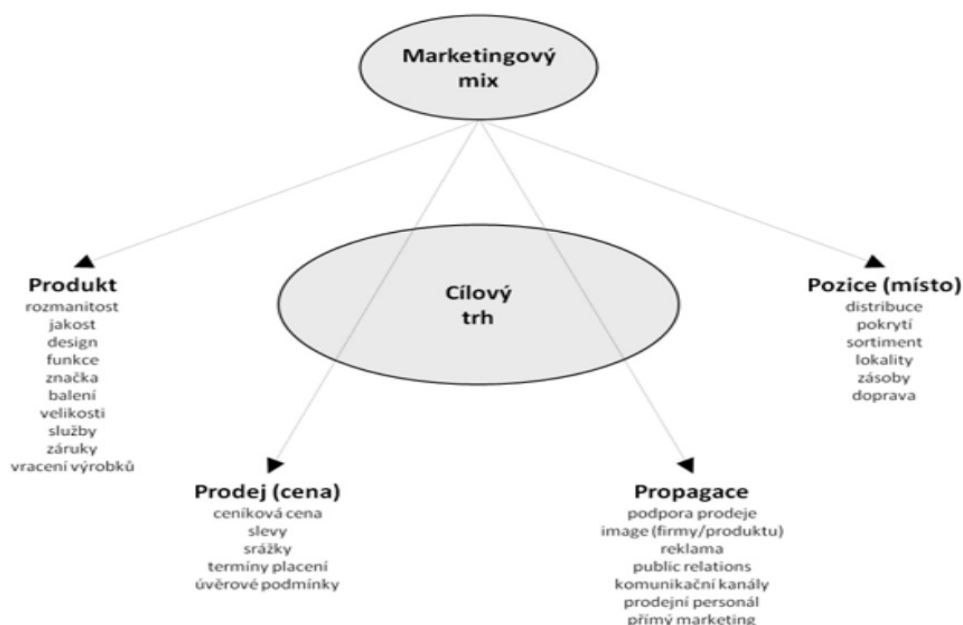 Marketingový
mix
Cílový
trh
Produkt
rozmanitost
jakost
design
funkce
značka
balení
velikosti
služby
záruky
vracení výrobků
Prodej (cena)
ceníková cena
slevy
srážky
termíny placení
úvěrové podmínky
Propagace
podpora prodeje
image (firmy/produktu)
reklama
public relations
komunikační kanály
prodejní personál
přímý marketing
Pozice (místo)
distribuce
pokrytí
sortiment
lokality
zásoby
doprava